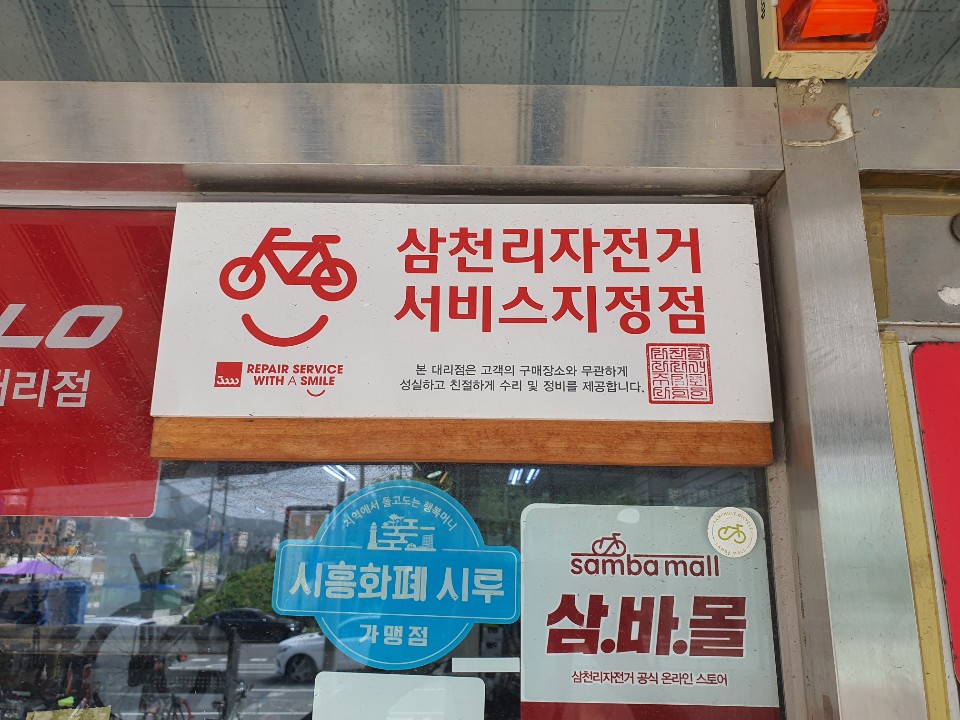 삼천리자전거
서비스지정점
REPAIR SERVICE
WITH A SMILE
본 대리점은 고객의 구매장소와 무관하게
성실하고 친절하게 수리 및 정비를 제공합니다.
LO
대리점
지역에서 돌고도는 행복머니
시흥화폐 시루
가맹점
samba mall
삼.바.몰
삼천리자전거 공식 온라인 스토어